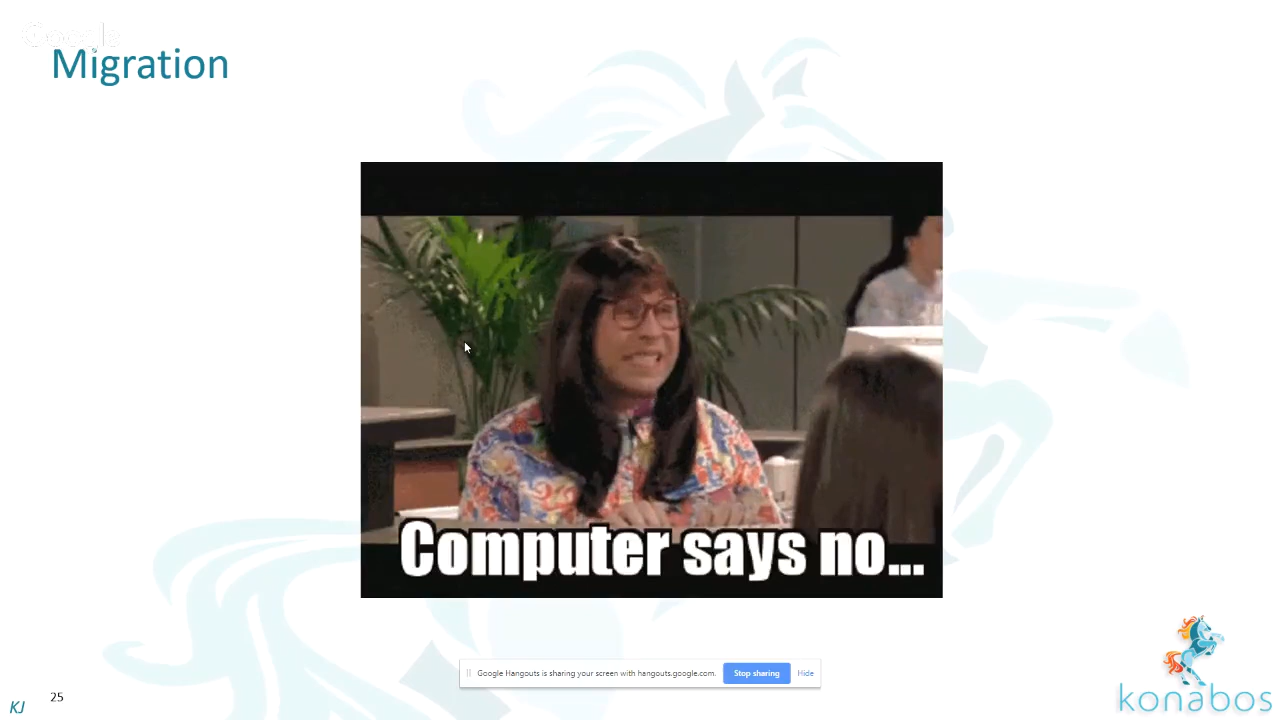 Google
Migration
Computer says no...
Google Hangouts is sharing your screen with hangouts.google.com.
Stop sharing
Hide
KJ
25
konabos